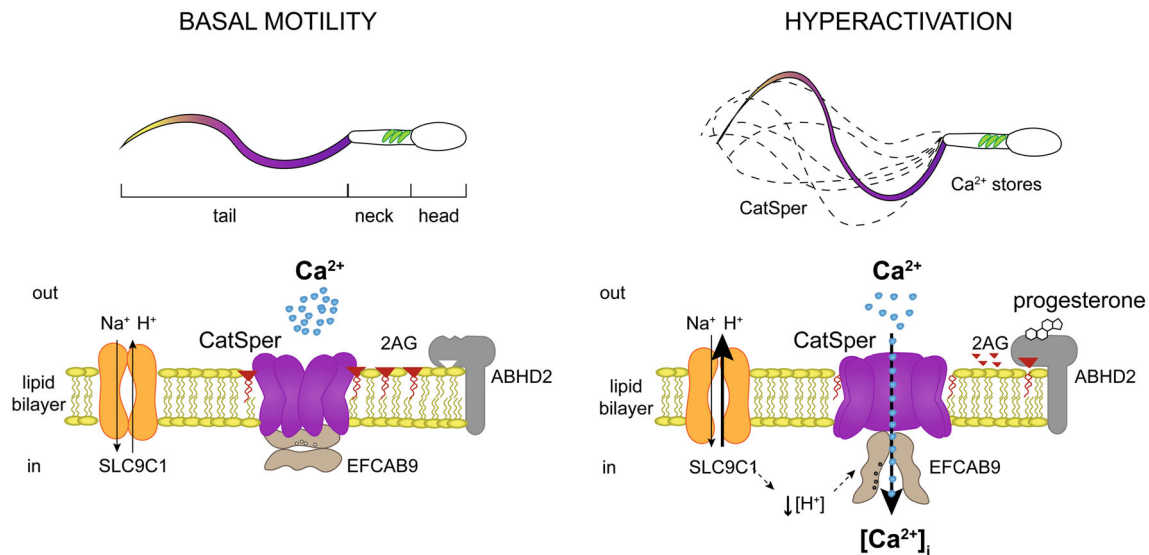 BASAL MOTILITY
tail
neck
head
Ca²⁺
out
Na⁺ H⁺
CatSper
2AG
lipid
bilayer
ABHD2
in
SLC9C1
EFCAB9
HYPERACTIVATION
CatSper
Ca²⁺ stores
Ca²⁺
out
progesterone
Na⁺ H⁺
CatSper
2AG
lipid
bilayer
ABHD2
in
SLC9C1
EFCAB9
↓[H⁺]
[Ca²⁺]i